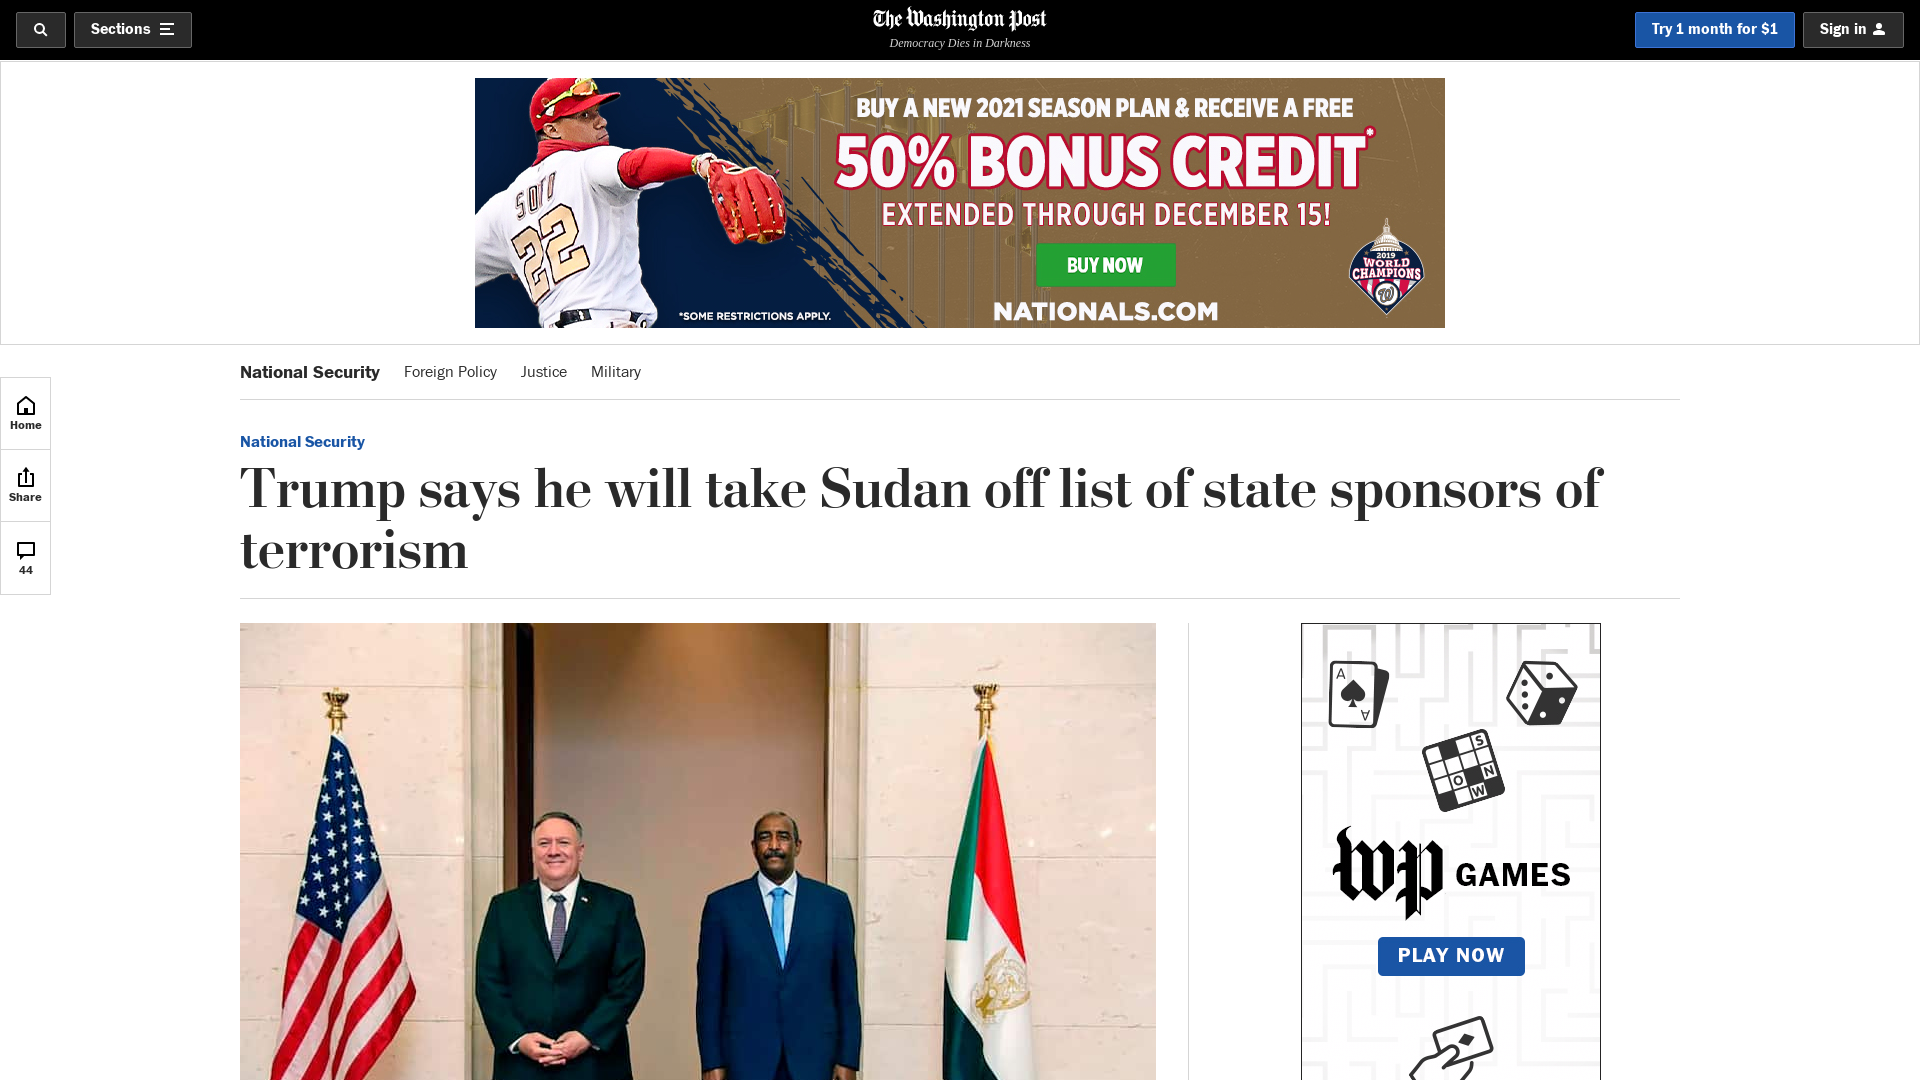 Sections
The Washington Post
Democracy Dies in Darkness
Try 1 month for $1
Sign in
BUY A NEW 2021 SEASON PLAN & RECEIVE A FREE
50% BONUS CREDIT*
EXTENDED THROUGH DECEMBER 15!
BUY NOW
NATIONALS.COM
*SOME RESTRICTIONS APPLY.
SOTO
22
2019
WORLD
CHAMPIONS
W
National Security
Foreign Policy
Justice
Military
Home
Share
44
National Security
Trump says he will take Sudan off list of state sponsors of
terrorism
A
A
S
O N
W
wp GAMES
PLAY NOW